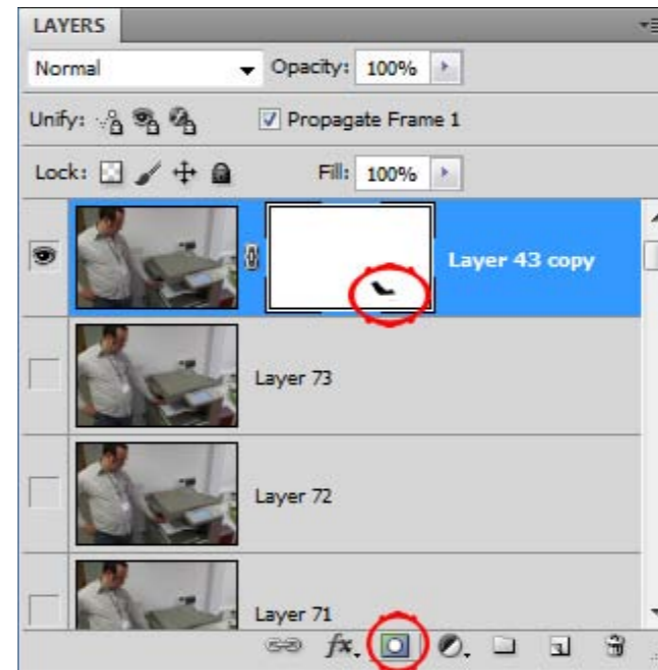 LAYERS
Normal Opacity: 100%
Unify: Propagate Frame 1
Lock: Fill: 100%
Layer 43 copy
Layer 73
Layer 72
Layer 71
fx.